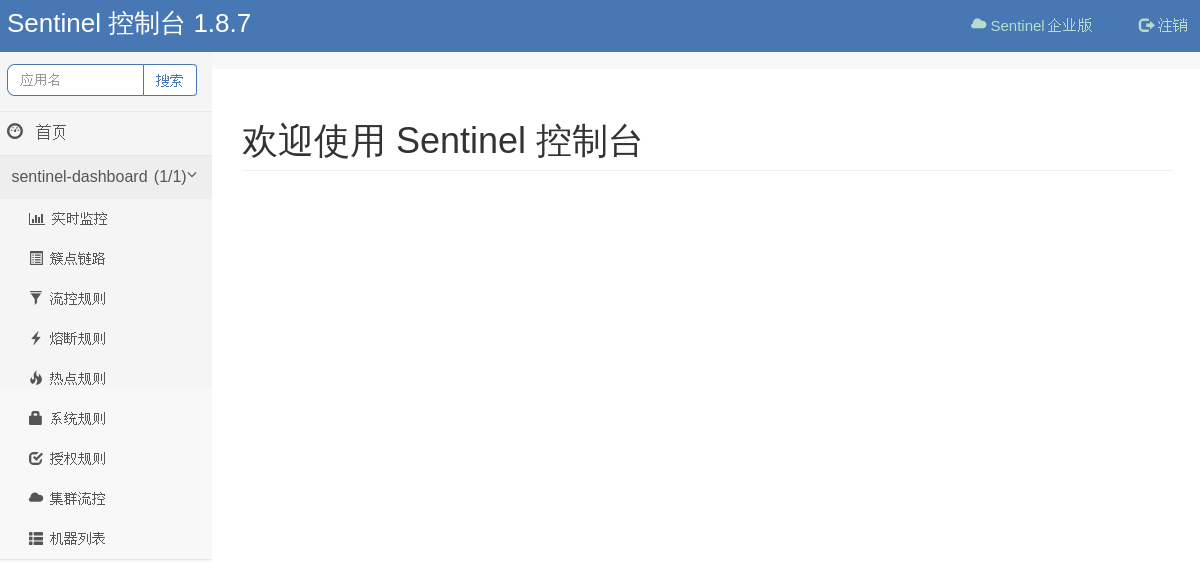 Sentinel 控制台 1.8.7
Sentinel 企业版
注销
应用名
搜索
首页
欢迎使用 Sentinel 控制台
sentinel-dashboard (1/1)
实时监控
簇点链路
流控规则
熔断规则
热点规则
系统规则
授权规则
集群流控
机器列表